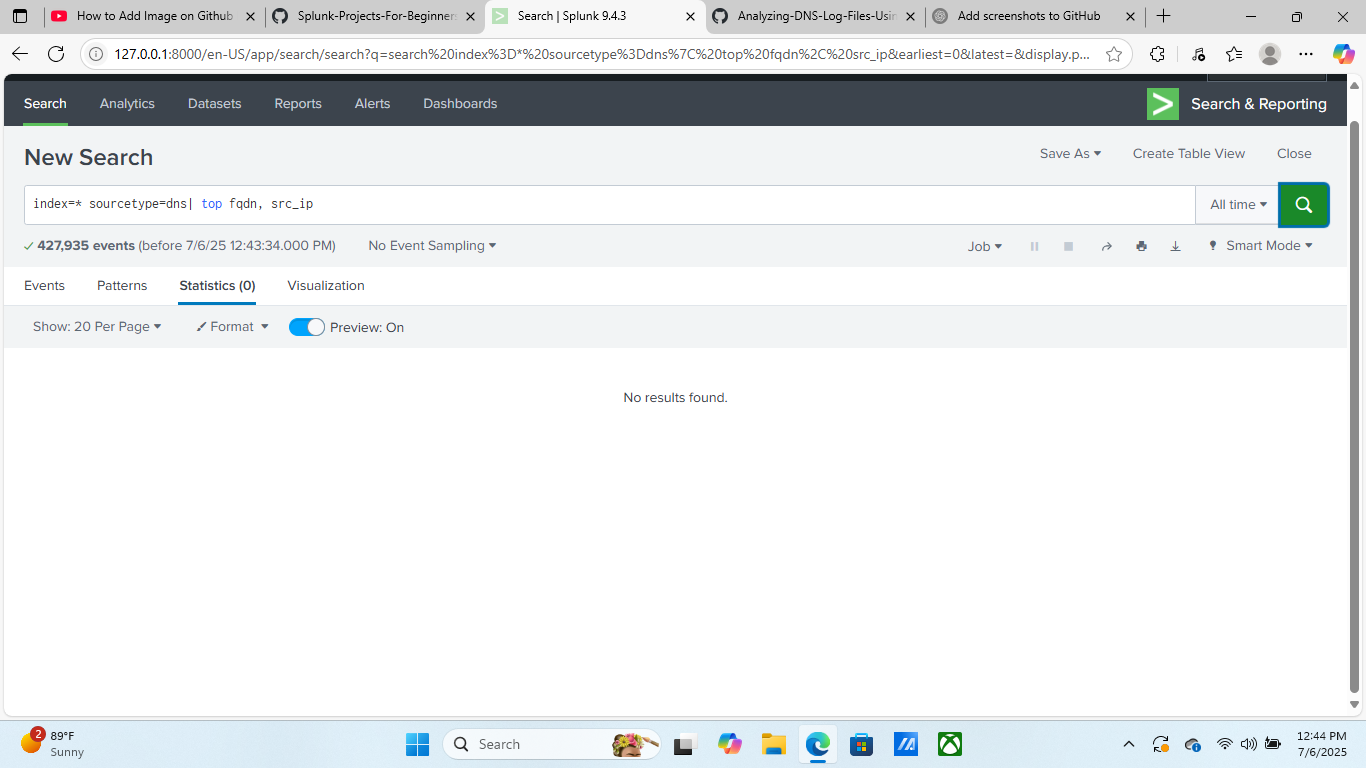 How to Add Image on Github
Splunk-Projects-For-Beginners
Search | Splunk 9.4.3
Analyzing-DNS-Log-Files-Usin
Add screenshots to GitHub
127.0.0.1:8000/en-US/app/search/search?q=search%20index%3D*%20sourcetype%3Ddns%7C%20top%20fqdn%2C%20src_ip&earliest=0&latest=&display.p...
Search Analytics Datasets Reports Alerts Dashboards Search & Reporting
New Search Save As Create Table View Close
index=* sourcetype=dns| top fqdn, src_ip All time
427,935 events (before 7/6/25 12:43:34.000 PM) No Event Sampling Job Smart Mode
Events Patterns Statistics (0) Visualization
Show: 20 Per Page Format Preview: On
No results found.
2 89°F
Sunny
Search
12:44 PM
7/6/2025